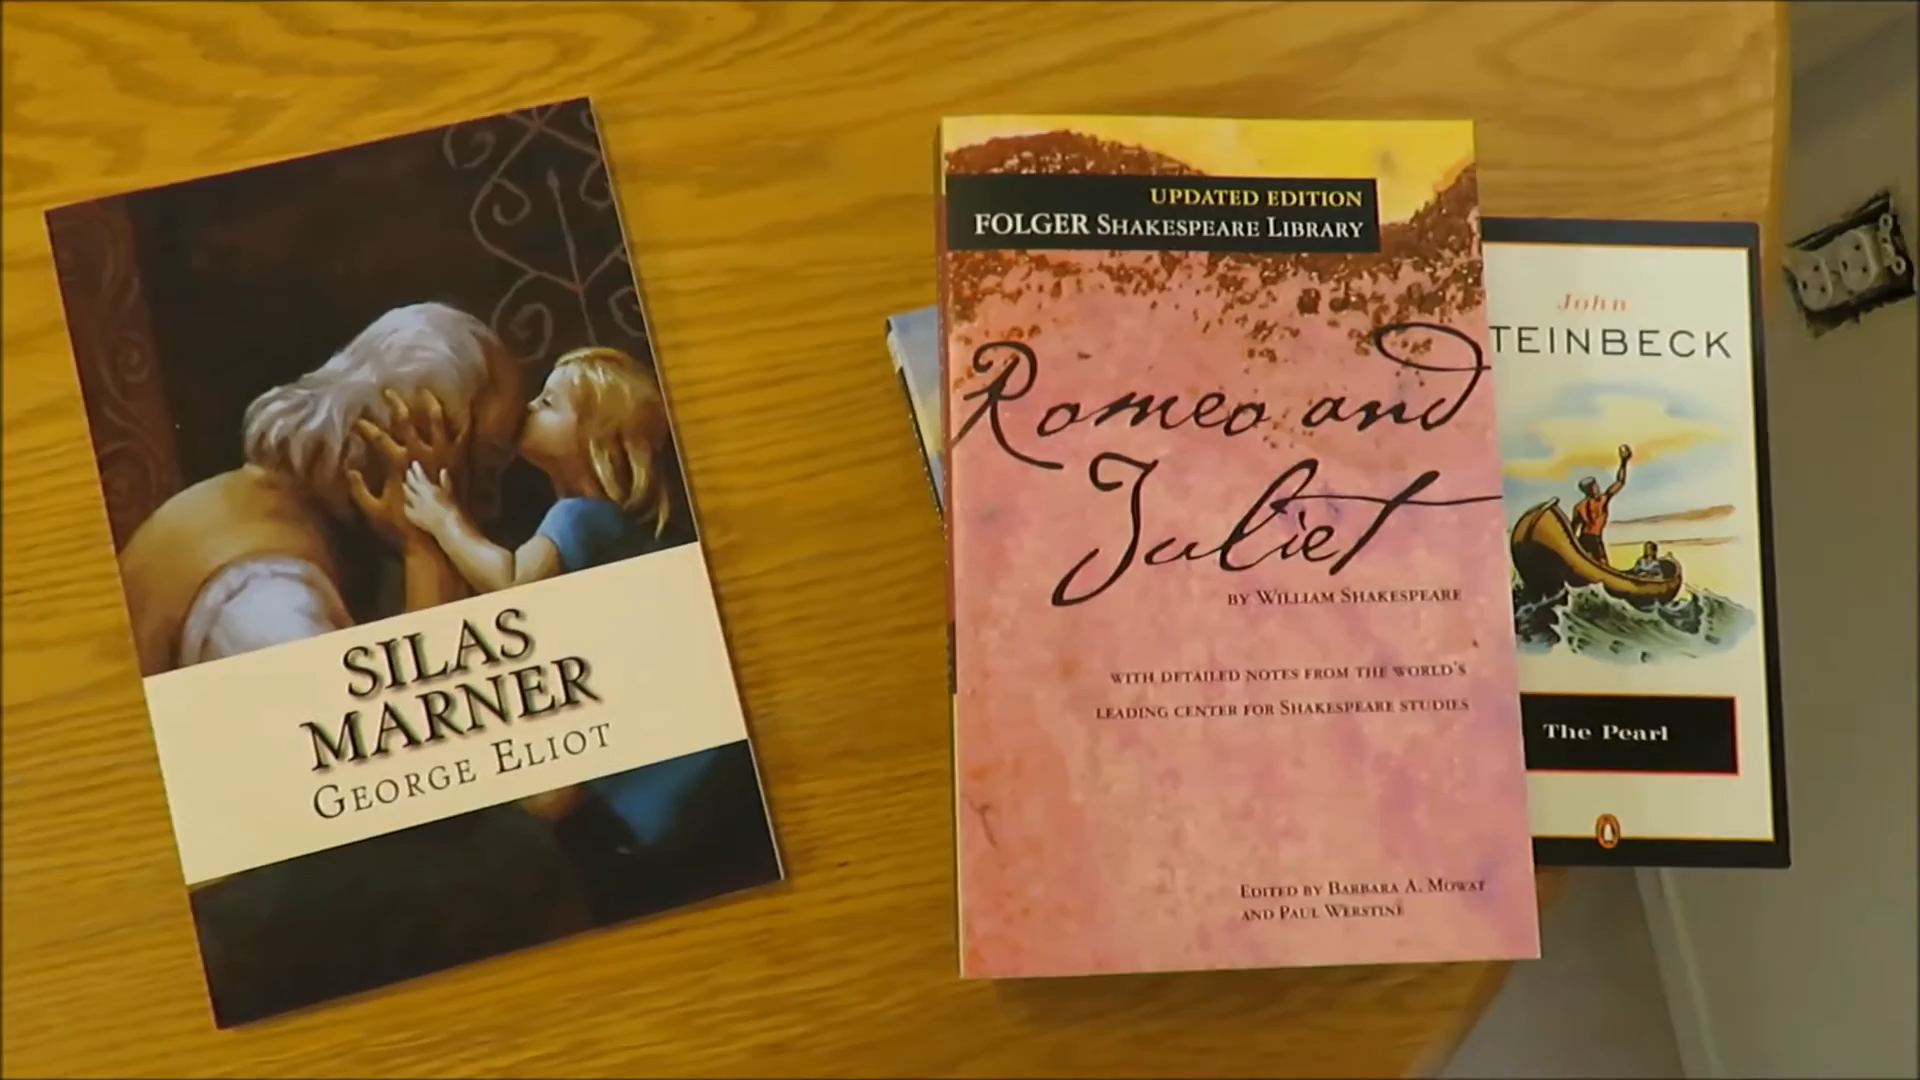 SILAS
MARNER
GEORGE ELIOT
UPDATED EDITION
FOLGER SHAKESPEARE LIBRARY
Romeo and
Juliet
BY WILLIAM SHAKESPEARE
WITH DETAILED NOTES FROM THE WORLD'S
LEADING CENTER FOR SHAKESPEARE STUDIES
EDITED BY BARBARA A. MOWAT
AND PAUL WERSTINE
John
TEINBECK
The Pearl